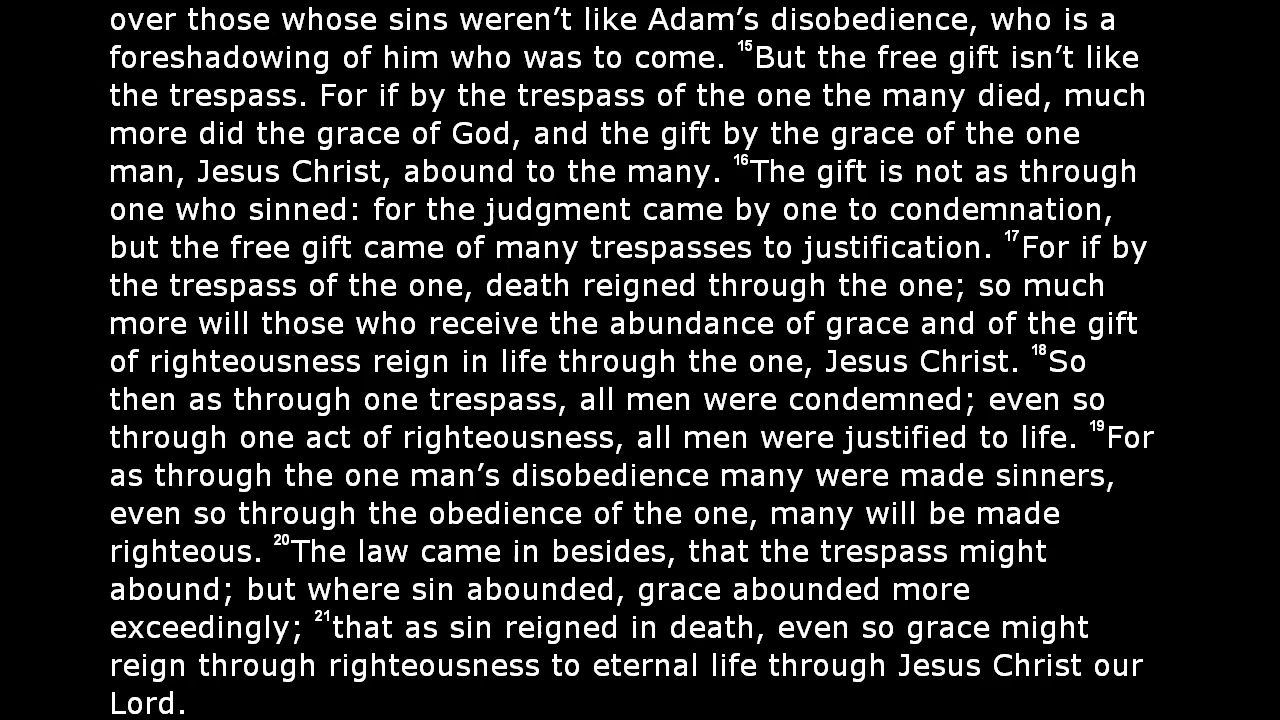 over those whose sins weren’t like Adam’s disobedience, who is a
foreshadowing of him who was to come. 15But the free gift isn’t like
the trespass. For if by the trespass of the one the many died, much
more did the grace of God, and the gift by the grace of the one
man, Jesus Christ, abound to the many. 16The gift is not as through
one who sinned: for the judgment came by one to condemnation,
but the free gift came of many trespasses to justification. 17For if by
the trespass of the one, death reigned through the one; so much
more will those who receive the abundance of grace and of the gift
of righteousness reign in life through the one, Jesus Christ. 18So
then as through one trespass, all men were condemned; even so
through one act of righteousness, all men were justified to life. 19For
as through the one man’s disobedience many were made sinners,
even so through the obedience of the one, many will be made
righteous. 20The law came in besides, that the trespass might
abound; but where sin abounded, grace abounded more
exceedingly; 21that as sin reigned in death, even so grace might
reign through righteousness to eternal life through Jesus Christ our
Lord.